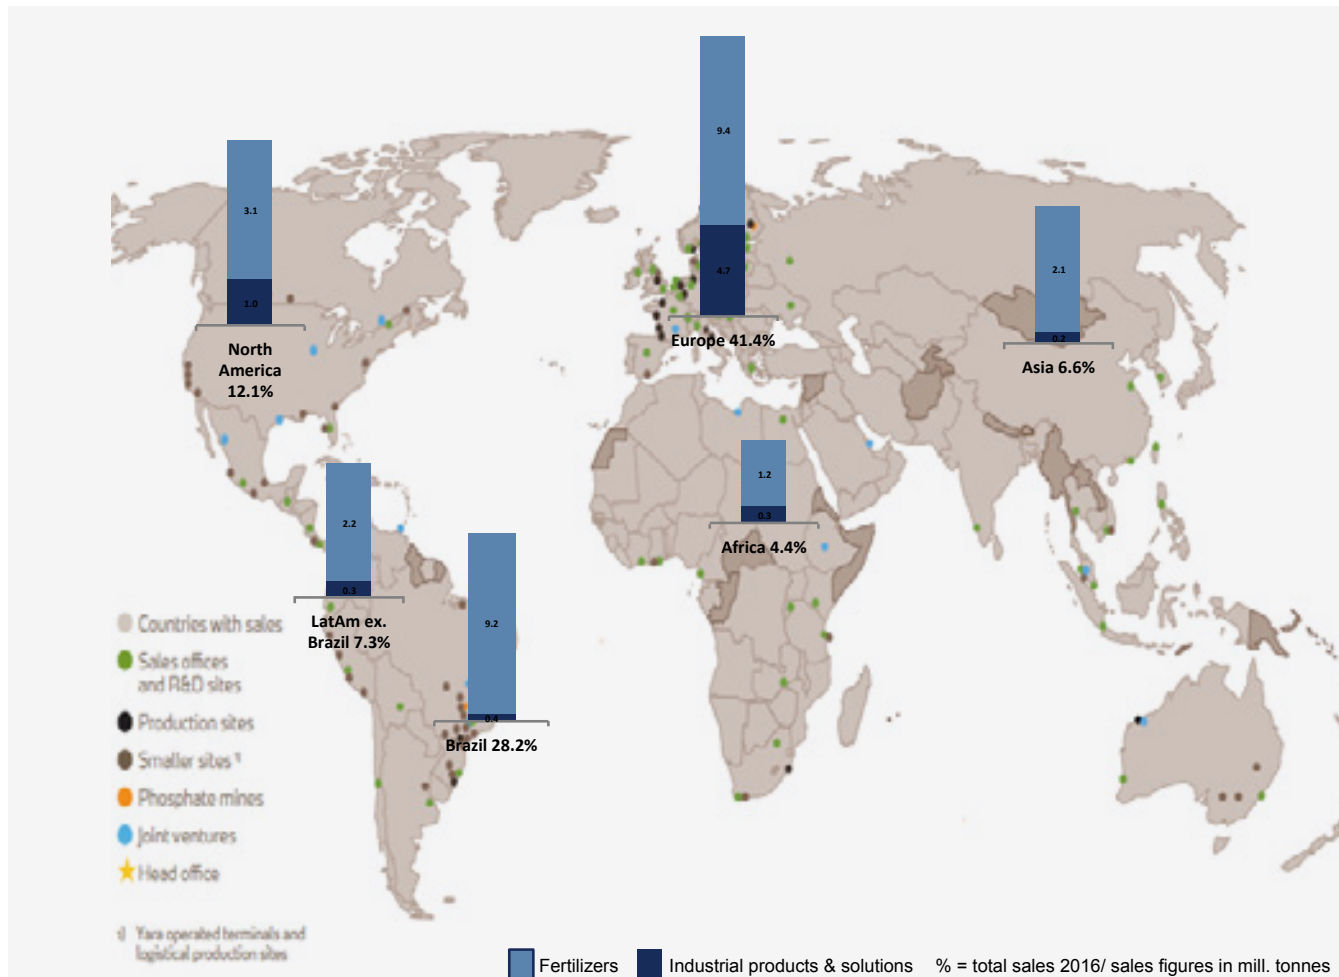 9.4
4.7
Europe 41.4%
3.1
1.0
North
America
12.1%
2.1
0.2
Asia 6.6%
1.2
0.3
Africa 4.4%
2.2
0.3
LatAm ex.
Brazil 7.3%
9.2
0.4
Brazil 28.2%
Countries with sales
Sales offices
and R&D sites
Production sites
Smaller sites ¹⁾
Phosphate mines
Joint ventures
Head office
1) Yara operated terminals and
logistical production sites
Fertilizers
Industrial products & solutions
% = total sales 2016/ sales figures in mill. tonnes